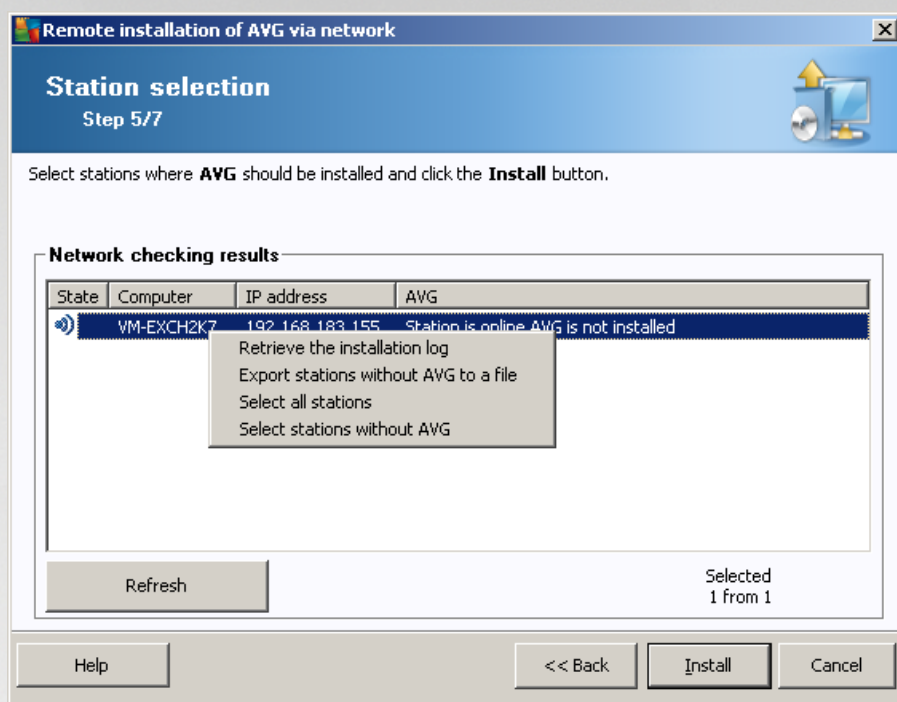 Remote installation of AVG via network
Station selection
Step 5/7
Select stations where AVG should be installed and click the Install button.
Network checking results
State Computer IP address AVG
VM-EXCH2K7 192.168.183.155 Station is online AVG is not installed
Retrieve the installation log
Export stations without AVG to a file
Select all stations
Select stations without AVG
Refresh
Selected
1 from 1
Help << Back Install Cancel